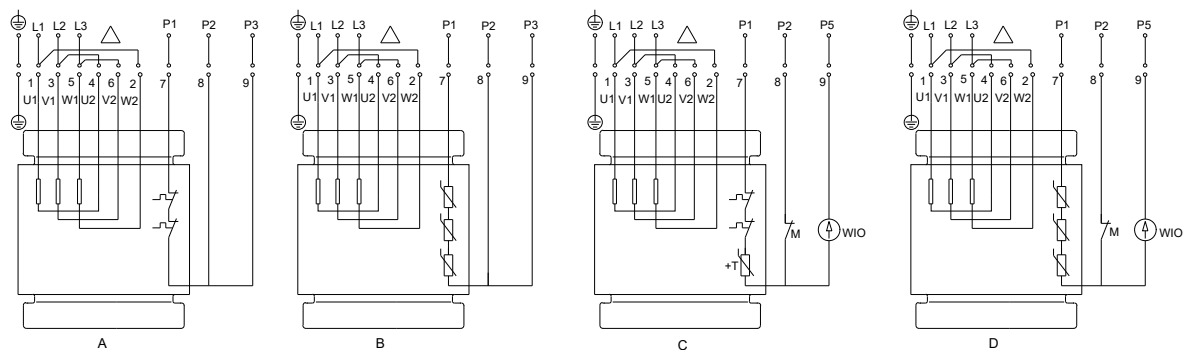 L1 L2 L3 P1 P2 P3
1 3 5 4 6 2 7 8 9
U1 V1 W1 U2 V2 W2
A
L1 L2 L3 P1 P2 P3
1 3 5 4 6 2 7 8 9
U1 V1 W1 U2 V2 W2
B
L1 L2 L3 P1 P2 P5
1 3 5 4 6 2 7 8 9
U1 V1 W1 U2 V2 W2
M WIO
+T
C
L1 L2 L3 P1 P2 P5
1 3 5 4 6 2 7 8 9
U1 V1 W1 U2 V2 W2
M WIO
D